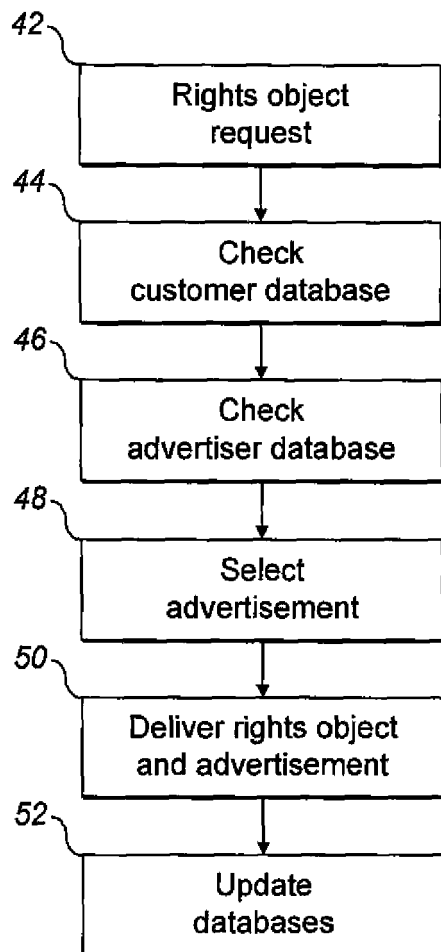 42
Rights object
request
44
Check
customer database
46
Check
advertiser database
48
Select
advertisement
50
Deliver rights object
and advertisement
52
Update
databases